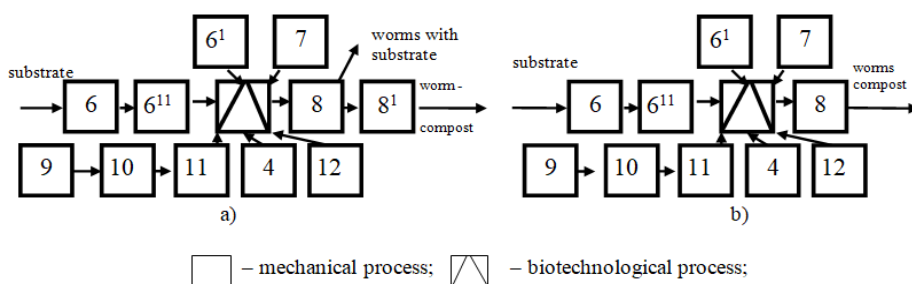 6¹ 7 worms with
substrate
substrate
6 6¹¹ 8 8¹ worm-
compost
9 10 11 4 12
a)
6¹ 7
substrate
worms
compost
6 6¹¹ 8
9 10 11 4 12
b)
– mechanical process; – biotechnological process;